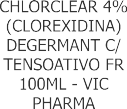 CHLORCLEAR 4%
(CLOREXIDINA)
DEGERMANT C/
TENSOATIVO FR
100ML - VIC
PHARMA